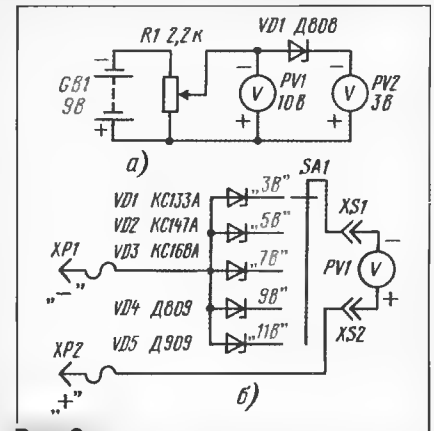 R1 2,2 к
VD1 Д808
GB1
9В
PV1
10В
PV2
3В
V
V
а)
VD1 КС133А
VD2 КС147А
VD3 КС168А
VD4 Д809
VD5 Д909
„3В"
„5В"
„7В"
9В"
„11В"
SA1
XS1
PV1
V
XS2
XP1
„–"
XP2
„+"
б)